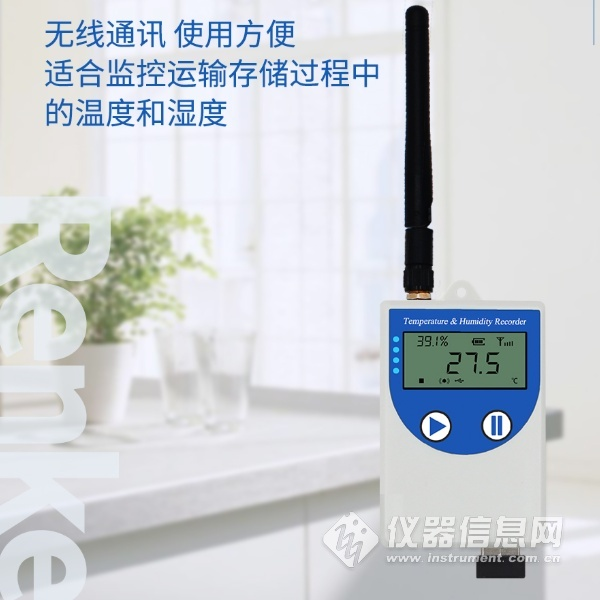 无线通讯 使用方便
适合监控运输存储过程中
的温度和湿度
Renke
Temperature & Humidity Recorder
39.1%
27.5
℃
仪器信息网
www.instrument.com.cn